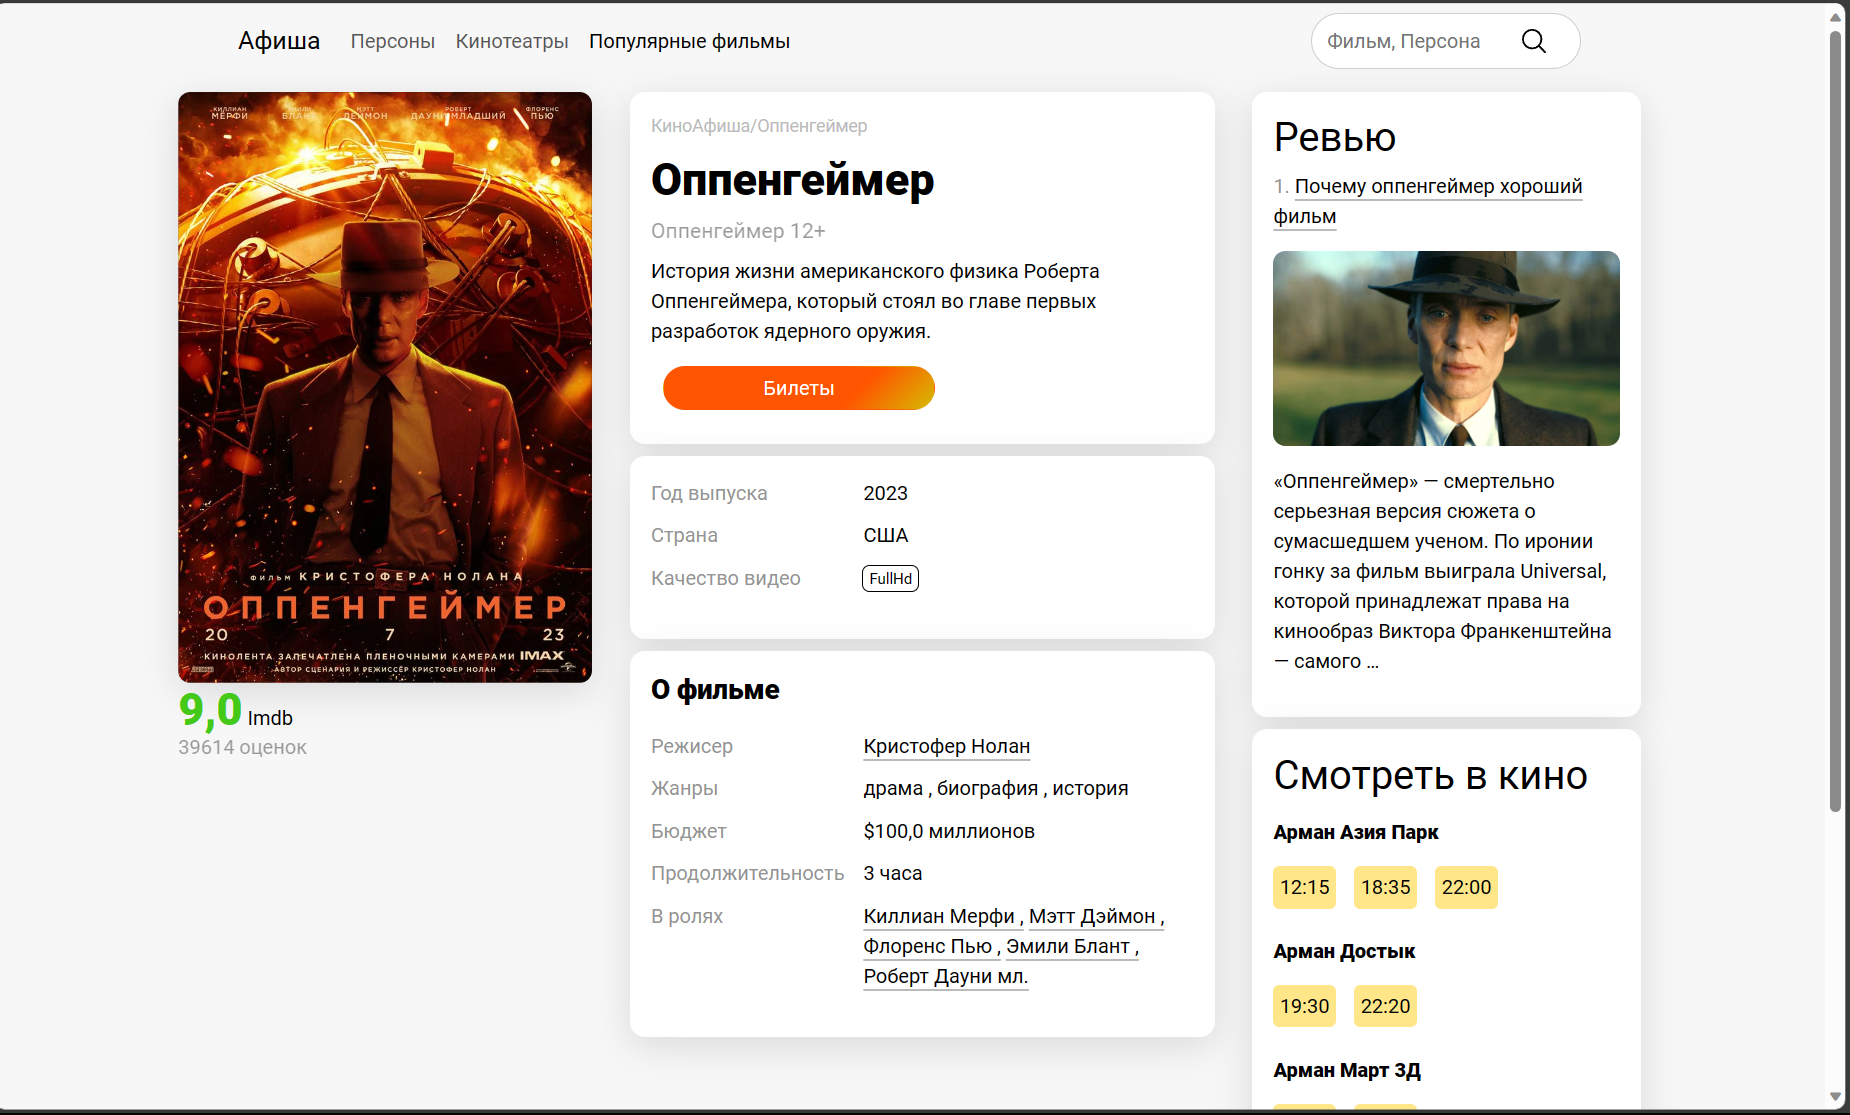 Афиша Персоны Кинотеатры Популярные фильмы
Фильм, Персона
КИЛЛИАН МЭТТ РОБЕРТ ФЛОРЕНС
МЁРФИ ДЕЙМОН ДАУНИ МЛАДШИЙ ПЬЮ
ФИЛЬМ КРИСТОФЕРА НОЛАНА
ОППЕНГЕЙМЕР
20 7 23
КИНОЛЕНТА ЗАПЕЧАТЛЕНА ПЛЕНОЧНЫМИ КАМЕРАМИ IMAX
АВТОР СЦЕНАРИЯ И РЕЖИССЁР КРИСТОФЕР НОЛАН
9,0 Imdb
39614 оценок
КиноАфиша/Оппенгеймер
Оппенгеймер
Оппенгеймер 12+
История жизни американского физика Роберта
Оппенгеймера, который стоял во главе первых
разработок ядерного оружия.
Билеты
Год выпуска 2023
Страна США
Качество видео FullHd
О фильме
Режисер Кристофер Нолан
Жанры драма , биография , история
Бюджет $100,0 миллионов
Продолжительность 3 часа
В ролях Киллиан Мерфи , Мэтт Дэймон ,
Флоренс Пью , Эмили Блант ,
Роберт Дауни мл.
Ревью
1. Почему оппенгеймер хороший
фильм
«Оппенгеймер» — смертельно
серьезная версия сюжета о
сумасшедшем ученом. По иронии
гонку за фильм выиграла Universal,
которой принадлежат права на
кинообраз Виктора Франкенштейна
— самого ...
Смотреть в кино
Арман Азия Парк
12:15 18:35 22:00
Арман Достык
19:30 22:20
Арман Март 3Д